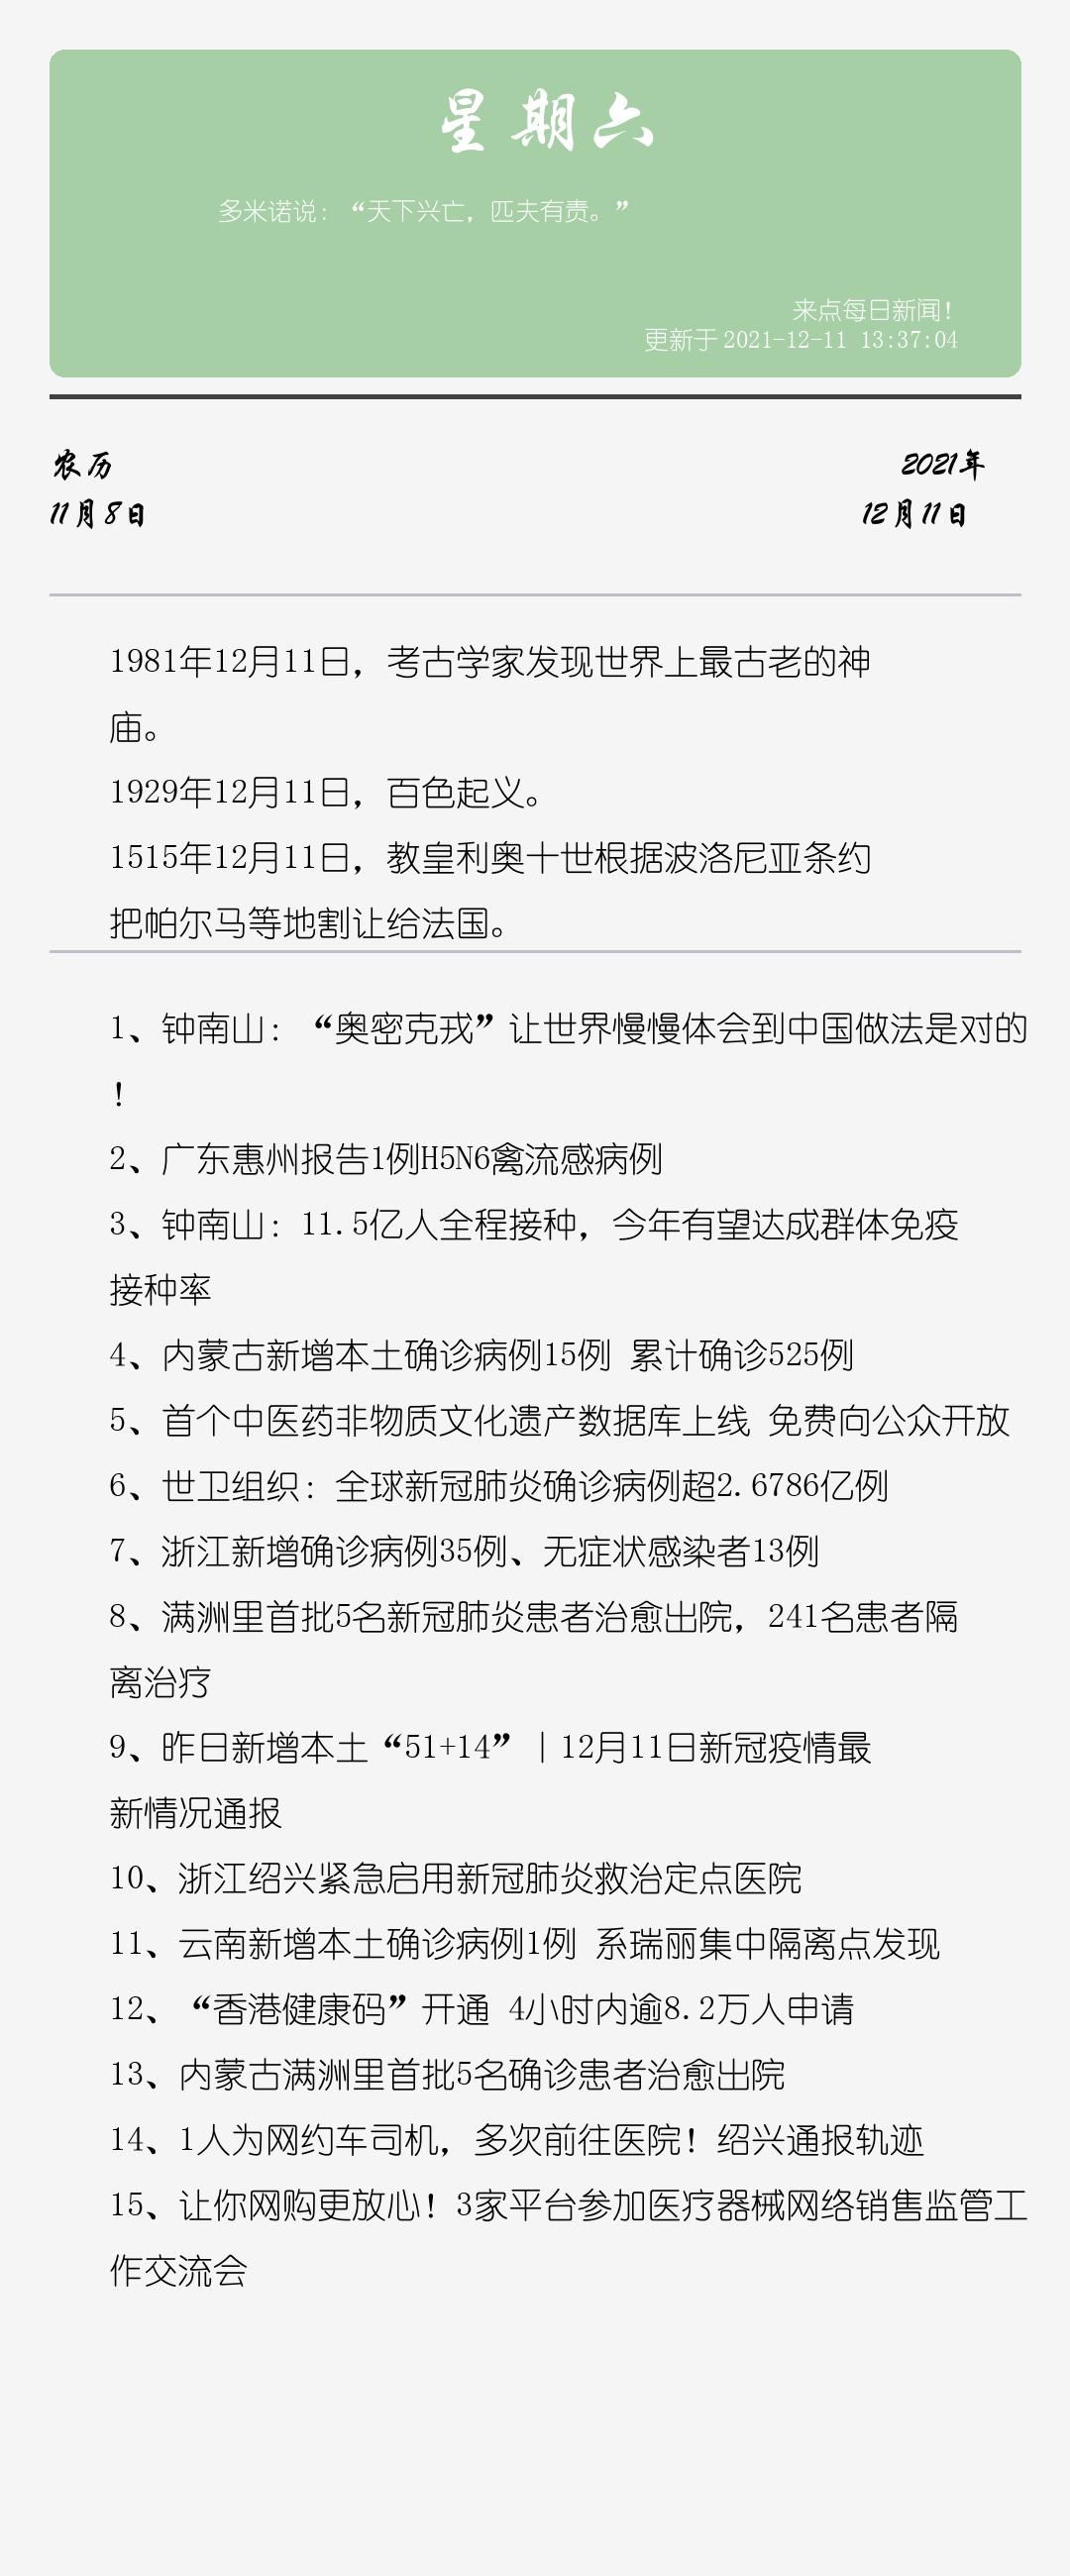 星期六
多米诺说：“天下兴亡，匹夫有责。”
来点每日新闻！
更新于2021-12-11 13:37:04
农历
2021年
11月8日
12月11日
1981年12月11日，考古学家发现世界上最古老的神
庙。
1929年12月11日，百色起义。
1515年12月11日，教皇利奥十世根据波洛尼亚条约
把帕尔马等地割让给法国。
1、钟南山：“奥密克戎”让世界慢慢体会到中国做法是对的
！
2、广东惠州报告1例H5N6禽流感病例
3、钟南山：11.5亿人全程接种，今年有望达成群体免疫
接种率
4、内蒙古新增本土确诊病例15例 累计确诊525例
5、首个中医药非物质文化遗产数据库上线 免费向公众开放
6、世卫组织：全球新冠肺炎确诊病例超2.6786亿例
7、浙江新增确诊病例35例、无症状感染者13例
8、满洲里首批5名新冠肺炎患者治愈出院，241名患者隔
离治疗
9、昨日新增本土“51+14”｜12月11日新冠疫情最
新情况通报
10、浙江绍兴紧急启用新冠肺炎救治定点医院
11、云南新增本土确诊病例1例 系瑞丽集中隔离点发现
12、“香港健康码”开通 4小时内逾8.2万人申请
13、内蒙古满洲里首批5名确诊患者治愈出院
14、1人为网约车司机，多次前往医院！绍兴通报轨迹
15、让你网购更放心！3家平台参加医疗器械网络销售监管工
作交流会